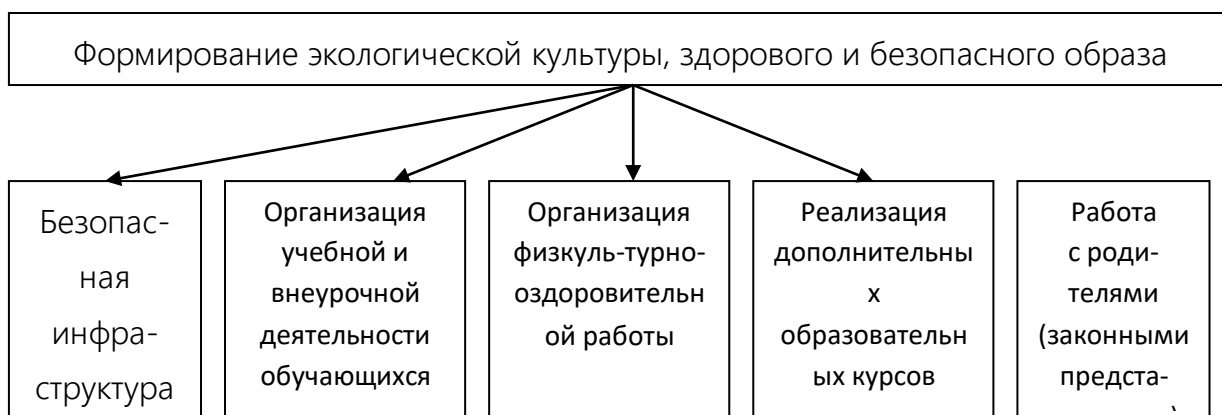 Формирование экологической культуры, здорового и безопасного образа
Безопас-
ная
инфра-
структура
Организация
учебной и
внеурочной
деятельности
обучающихся
Организация
физкуль-турно-
оздоровительн
ой работы
Реализация
дополнительны
х
образовательн
ых курсов
Работа
с роди-
телями
(законными
предста-